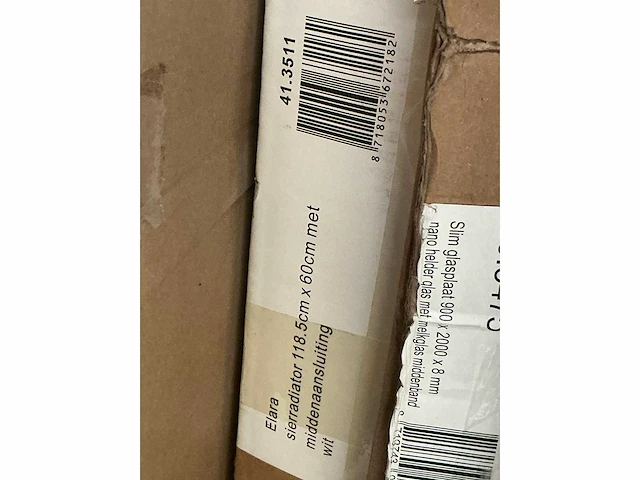 41.3511
8 718053 672182
Elara
sierradiator 118.5cm x 60cm met
middenaansluiting
wit
Slim glasplaat 900 x 2000 x 8 mm
nano helder glas met melkglas middenband